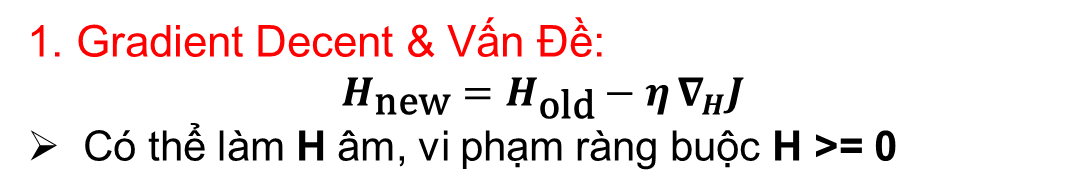 1. Gradient Decent & Vấn Đề:
H_new = H_old − η ∇_H J
➢ Có thể làm H âm, vi phạm ràng buộc H >= 0